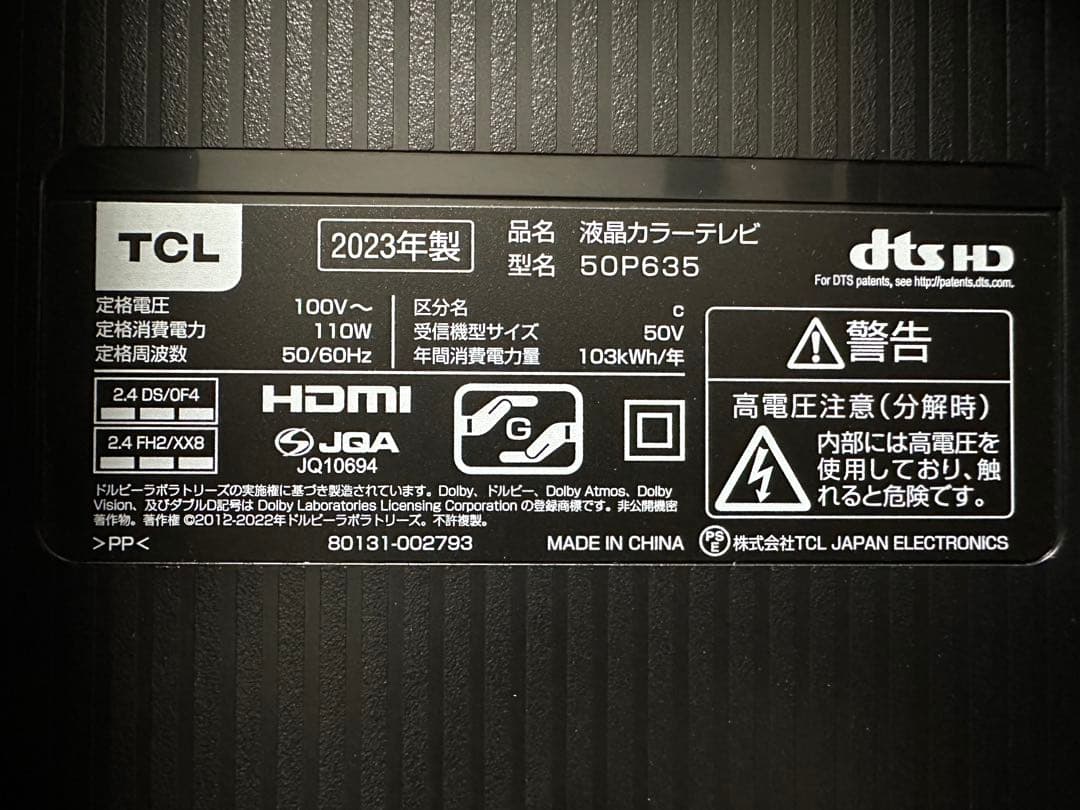 TCL
2023年製
品名 液晶カラーテレビ
型名 50P635
dts HD
For DTS patents, see http://patents.dts.com.
定格電圧 100V～
定格消費電力 110W
定格周波数 50/60Hz
区分名 c
受信機型サイズ 50V
年間消費電力量 103kWh/年
2.4 DS/OF4
2.4 FH2/XX8
HDMI
JQA
JQ10694
G
警告
高電圧注意(分解時)
内部には高電圧を
使用しており、触
れると危険です。
ドルビーラボラトリーズの実施権に基づき製造されています。Dolby、ドルビー、Dolby Atmos、Dolby
Vision、及びダブルD記号は Dolby Laboratories Licensing Corporation の登録商標です。非公開機密
著作物。著作権 ©2012-2022年ドルビーラボラトリーズ。不許複製。
>PP< 80131-002793 MADE IN CHINA
PSE 株式会社TCL JAPAN ELECTRONICS